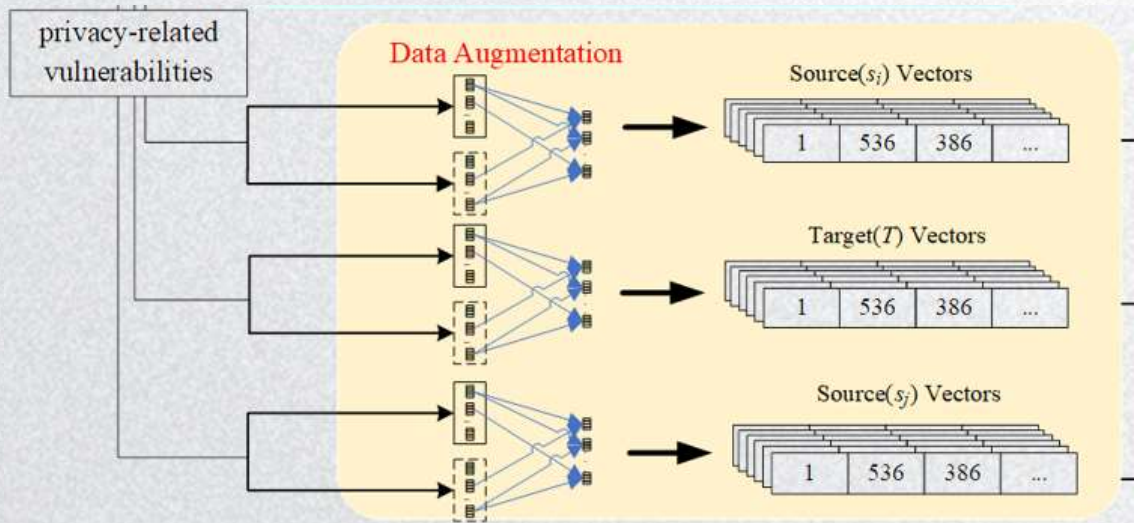 privacy-related
vulnerabilities
Data Augmentation
Source(si) Vectors
1 536 386 ...
Target(T) Vectors
1 536 386 ...
Source(sj) Vectors
1 536 386 ...